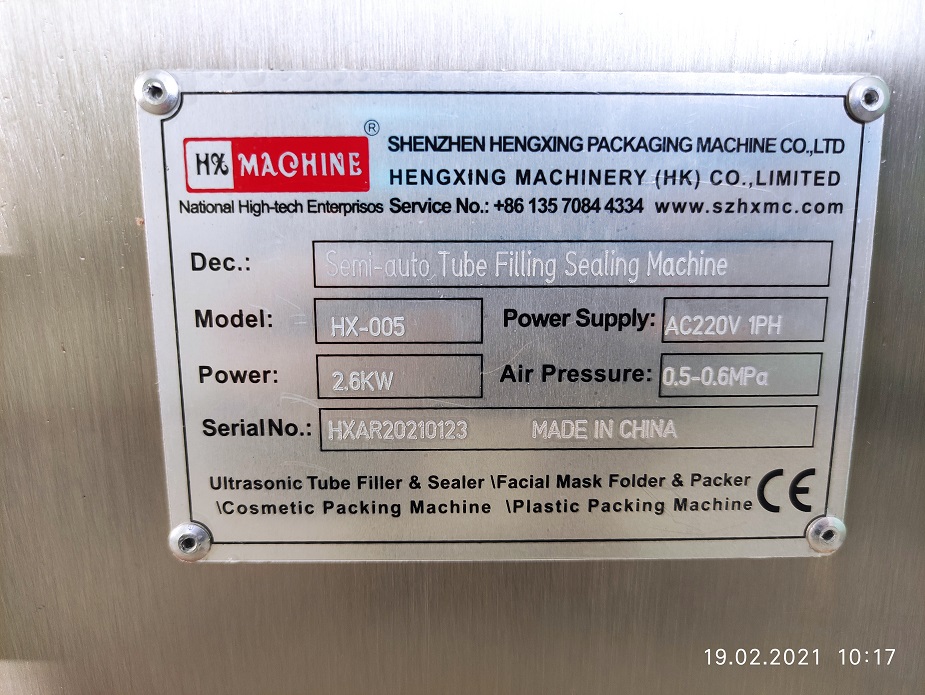 HX MACHINE ®
SHENZHEN HENGXING PACKAGING MACHINE CO.,LTD
HENGXING MACHINERY (HK) CO.,LIMITED
National High-tech Enterprisos Service No.: +86 135 7084 4334 www.szhxmc.com
Dec.: Semi-auto Tube Filling Sealing Machine
Model: HX-005 Power Supply: AC220V 1PH
Power: 2.6KW Air Pressure: 0.5-0.6MPa
Serial No.: HXAR20210123 MADE IN CHINA
Ultrasonic Tube Filler & Sealer \Facial Mask Folder & Packer
\Cosmetic Packing Machine \Plastic Packing Machine CE
19.02.2021 10:17